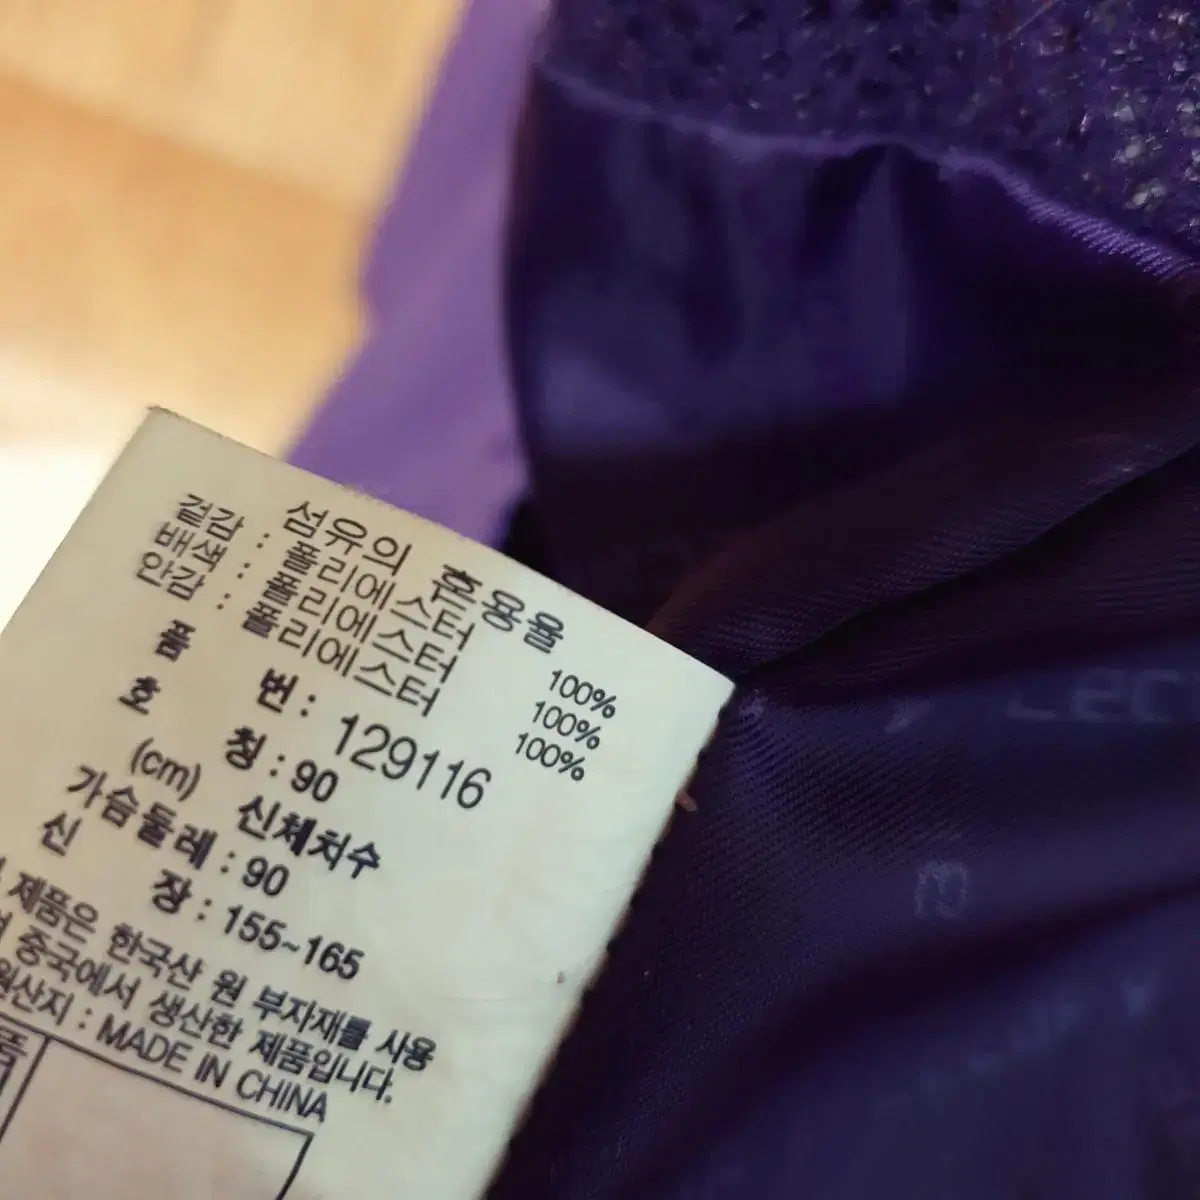 섬유의 혼용율
겉감 : 폴리에스터 100%
배색 : 폴리에스터 100%
안감 : 폴리에스터 100%
품 번 : 129116
호 칭 : 90
(cm) 신체치수
가슴둘레 : 90
신 장 : 155~165
제품은 한국산 원 부자재를 사용
중국에서 생산한 제품입니다.
원산지 : MADE IN CHINA